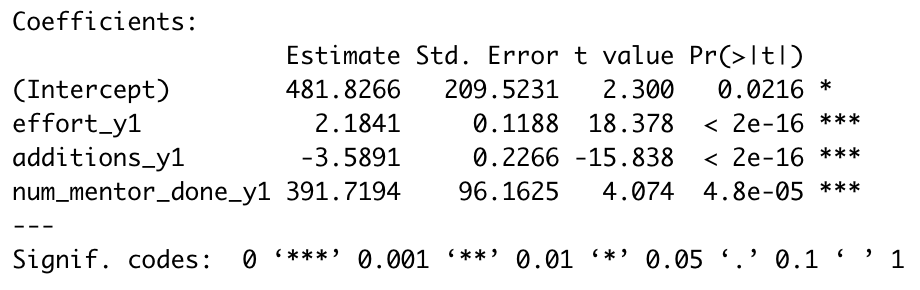 Coefficients:
                  Estimate Std. Error t value Pr(>|t|)
(Intercept)       481.8266   209.5231   2.300   0.0216 *
effort_y1           2.1841     0.1188  18.378  < 2e-16 ***
additions_y1       -3.5891     0.2266 -15.838  < 2e-16 ***
num_mentor_done_y1 391.7194    96.1625   4.074  4.8e-05 ***
---
Signif. codes:  0 ‘***’ 0.001 ‘**’ 0.01 ‘*’ 0.05 ‘.’ 0.1 ‘ ’ 1